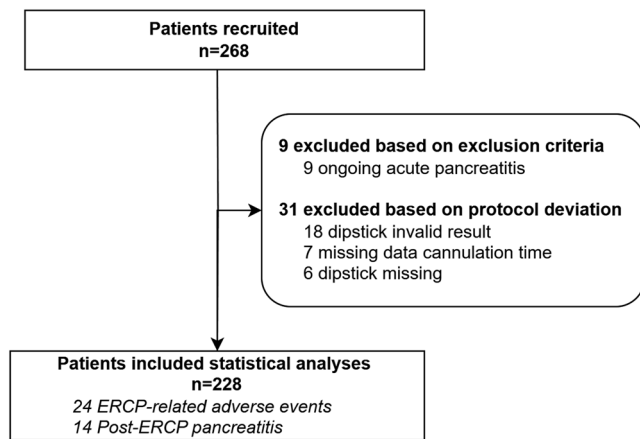 Patients recruited
n=268
9 excluded based on exclusion criteria
9 ongoing acute pancreatitis
31 excluded based on protocol deviation
18 dipstick invalid result
7 missing data cannulation time
6 dipstick missing
Patients included statistical analyses
n=228
24 ERCP-related adverse events
14 Post-ERCP pancreatitis